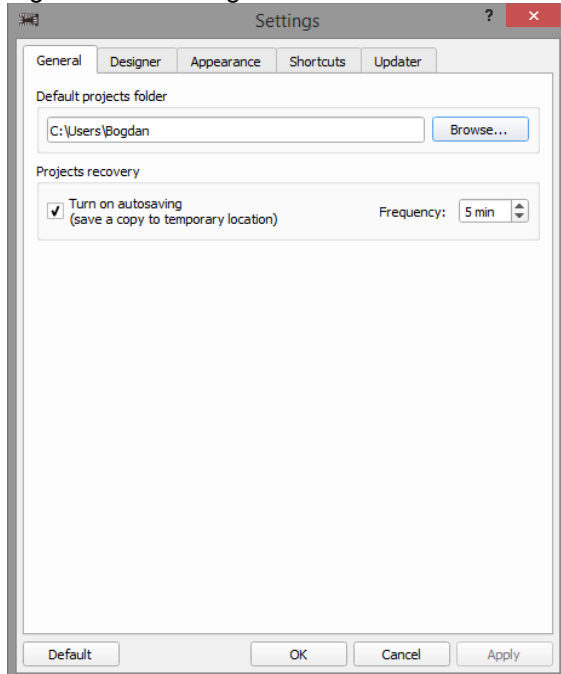 Settings
?
General Designer Appearance Shortcuts Updater
Default projects folder
C:\Users\Bogdan Browse...
Projects recovery
Turn on autosaving
(save a copy to temporary location) Frequency: 5 min
Default OK Cancel Apply